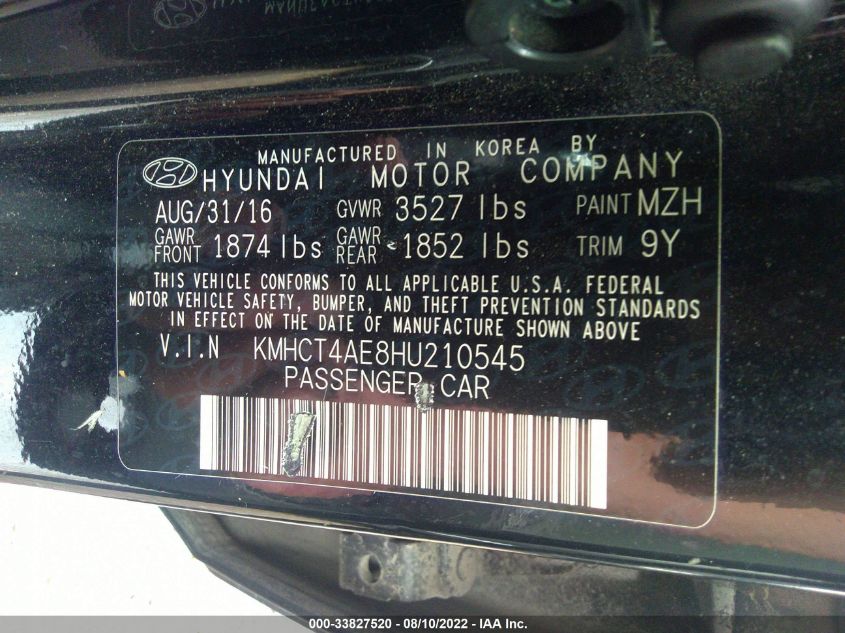 MANUFACTURED IN KOREA BY
HYUNDAI MOTOR COMPANY
AUG/31/16 GVWR 3527 lbs PAINT MZH
GAWR FRONT 1874 lbs GAWR REAR 1852 lbs TRIM 9Y
THIS VEHICLE CONFORMS TO ALL APPLICABLE U.S.A. FEDERAL
MOTOR VEHICLE SAFETY, BUMPER, AND THEFT PREVENTION STANDARDS
IN EFFECT ON THE DATE OF MANUFACTURE SHOWN ABOVE
V.I.N KMHCT4AE8HU210545
PASSENGER CAR
000-33827520 — 08/10/2022 — IAA Inc.